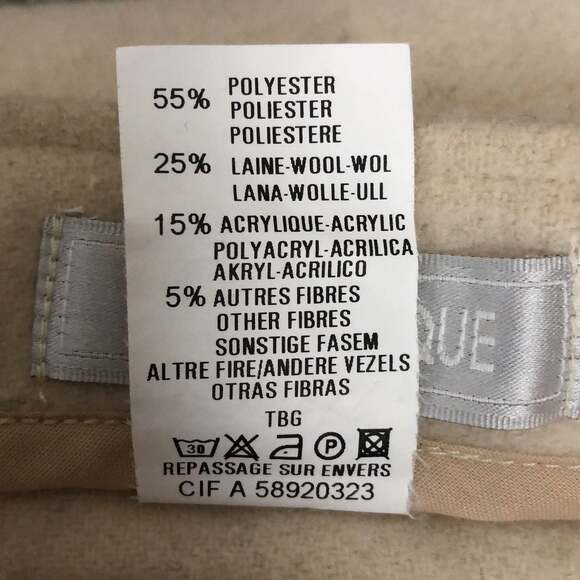 55% POLYESTER
POLIESTER
POLIESTERE
25% LAINE-WOOL-WOL
LANA-WOLLE-ULL
15% ACRYLIQUE-ACRYLIC
POLYACRYL-ACRILICA
AKRYL-ACRILICO
5% AUTRES FIBRES
OTHER FIBRES
SONSTIGE FASEM
ALTRE FIRE/ANDERE VEZELS
OTRAS FIBRAS
QUE
TBG
30 P
REPASSAGE SUR ENVERS
CIF A 58920323